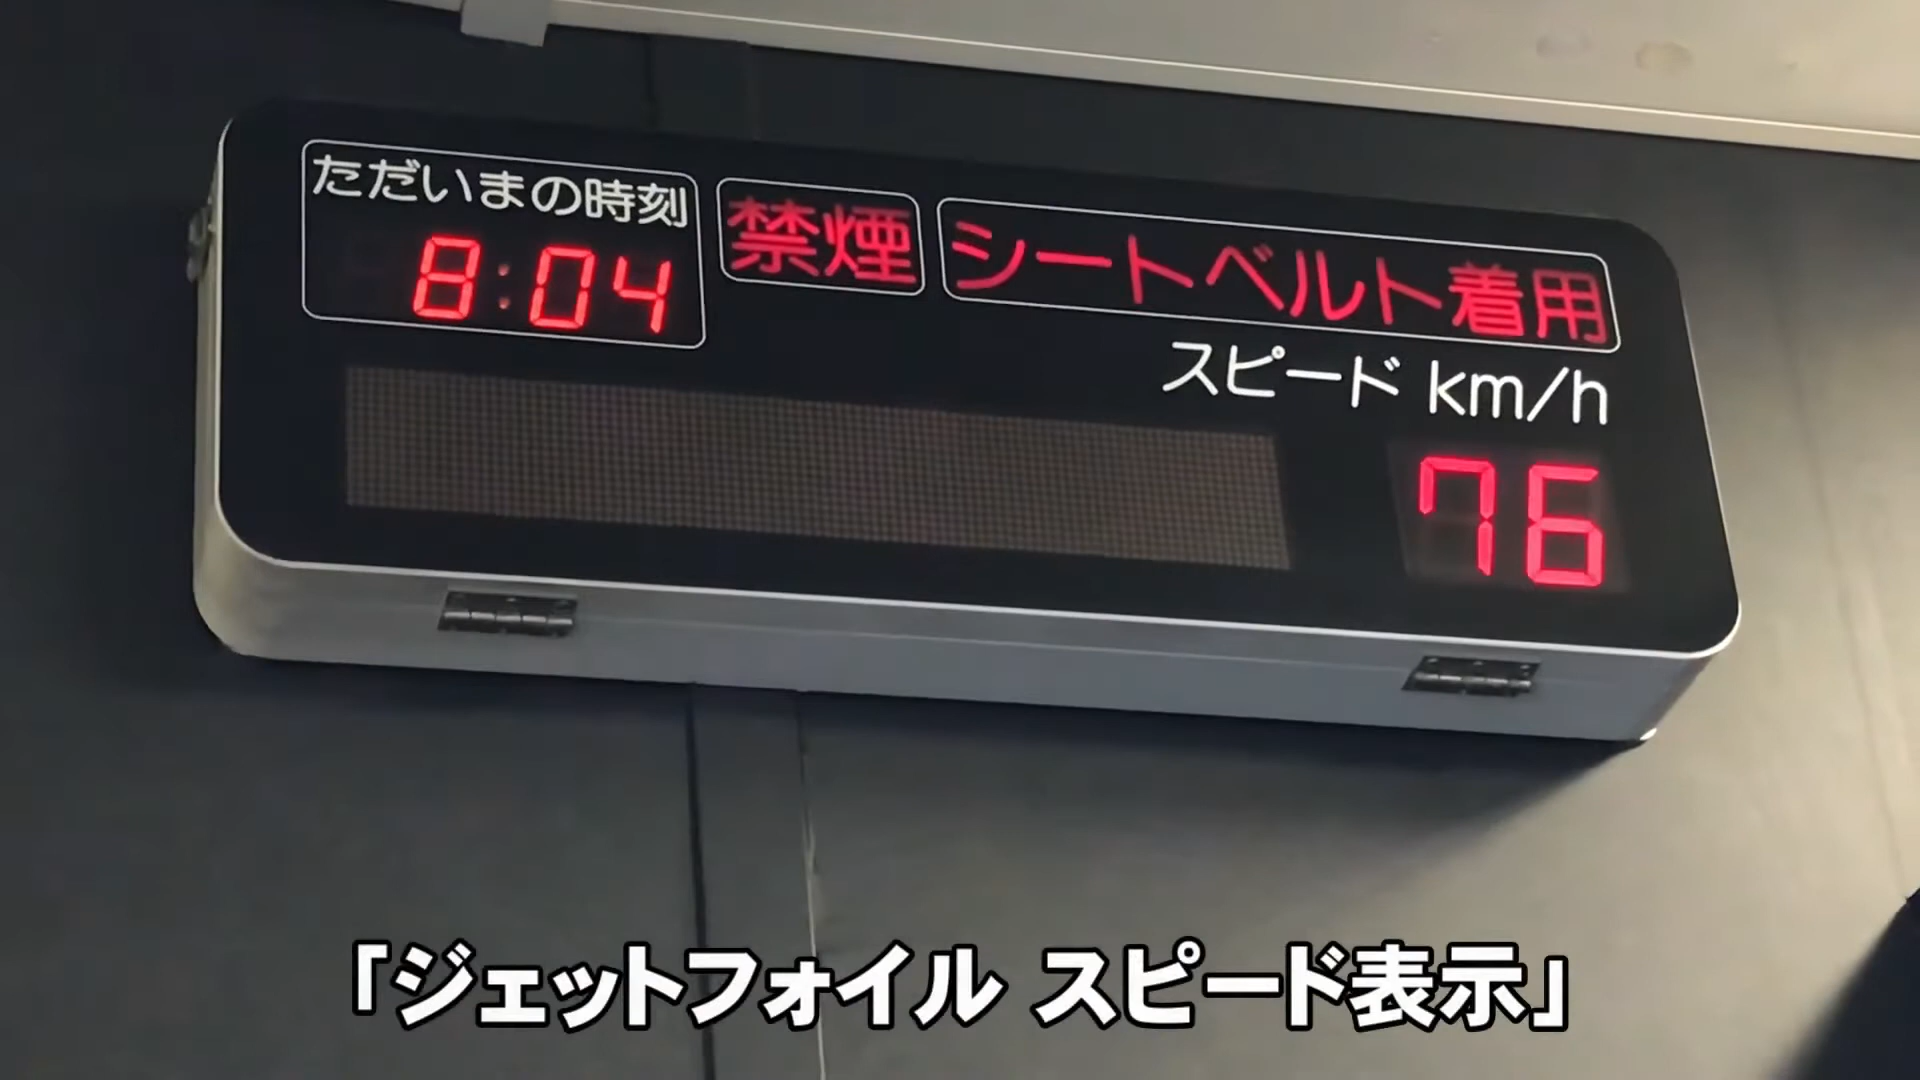 ただいまの時刻
8:04
禁煙
シートベルト着用
スピード km/h
76
「ジェットフォイル スピード表示」